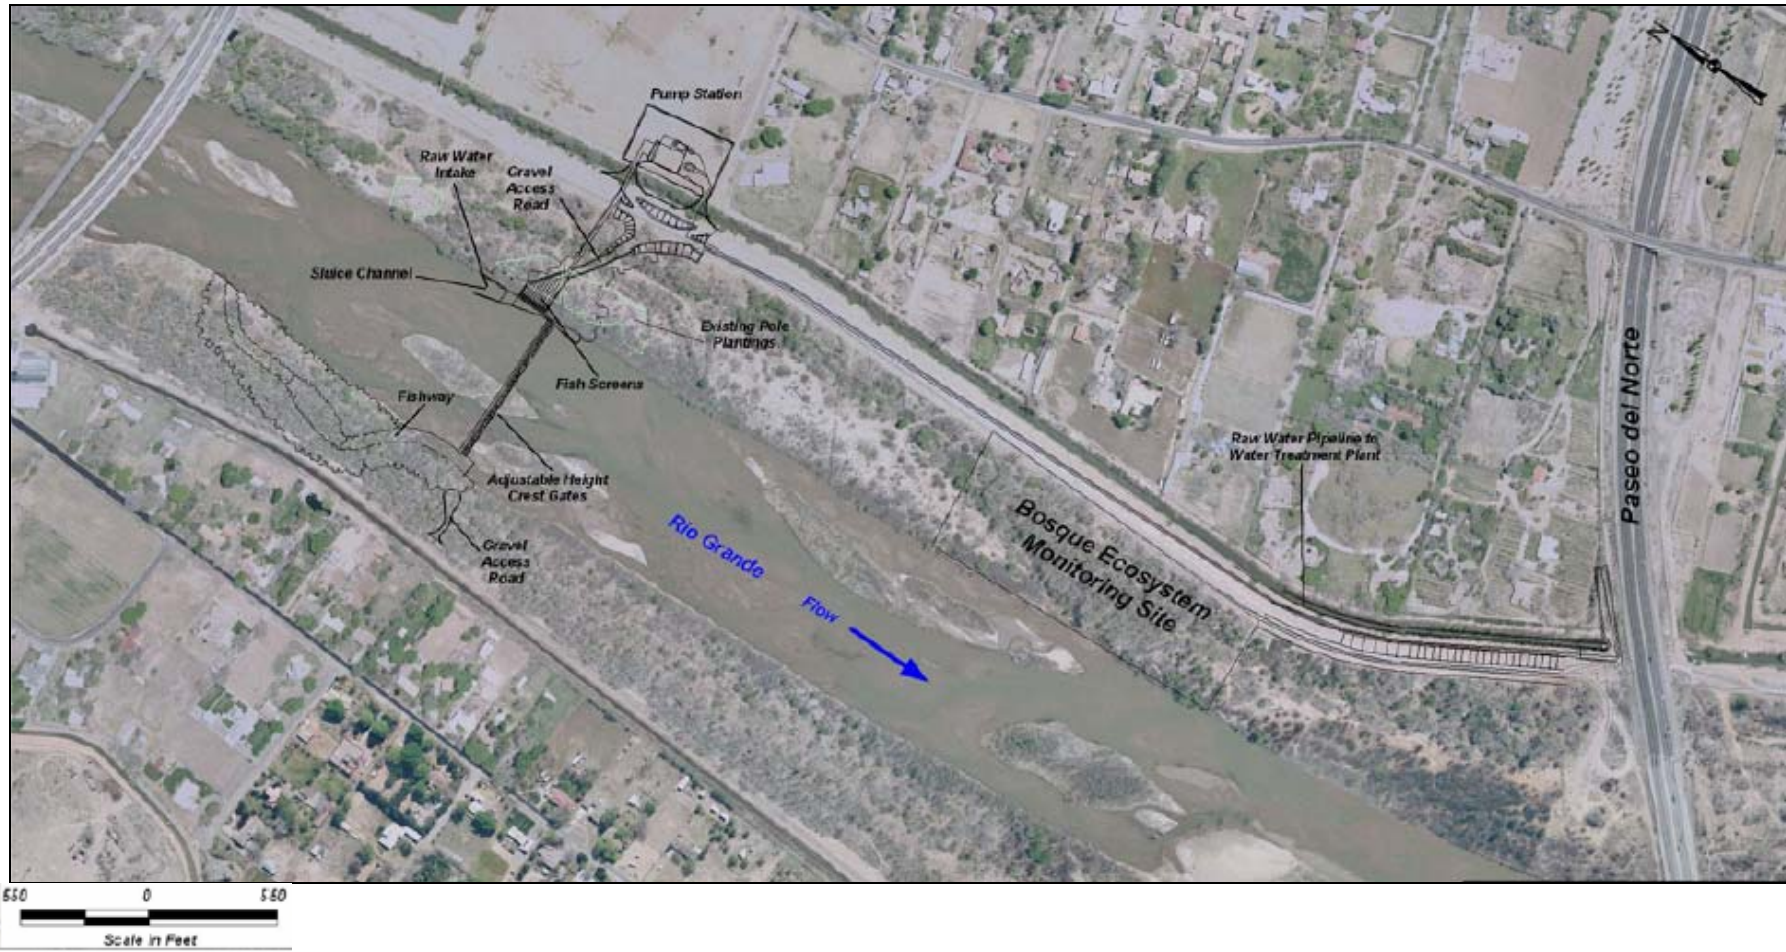 N
Pump Station
Raw Water
Intake
Gravel
Access
Road
Sluice Channel
Existing Pole
Plantings
Fish Screens
Fishway
Adjustable Height
Crest Gates
Gravel
Access
Road
Rio Grande
Flow
Bosque Ecosystem
Monitoring Site
Raw Water Pipeline to
Water Treatment Plant
Paseo del Norte
550 0 550
Scale in Feet